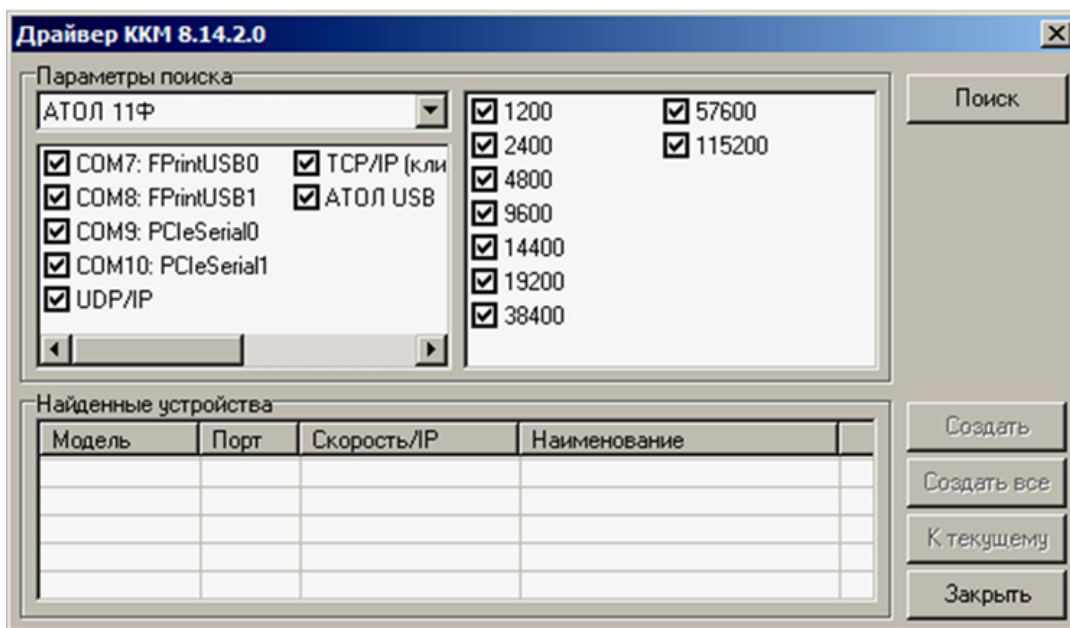 Драйвер ККМ 8.14.2.0
Параметры поиска
АТОЛ 11Ф
COM7: FPrintUSB0
COM8: FPrintUSB1
COM9: PCIeSerial0
COM10: PCIeSerial1
UDP/IP
TCP/IP (кли
АТОЛ USB
1200
2400
4800
9600
14400
19200
38400
57600
115200
Поиск
Найденные устройства
Модель Порт Скорость/IP Наименование
Создать
Создать все
К текущему
Закрыть